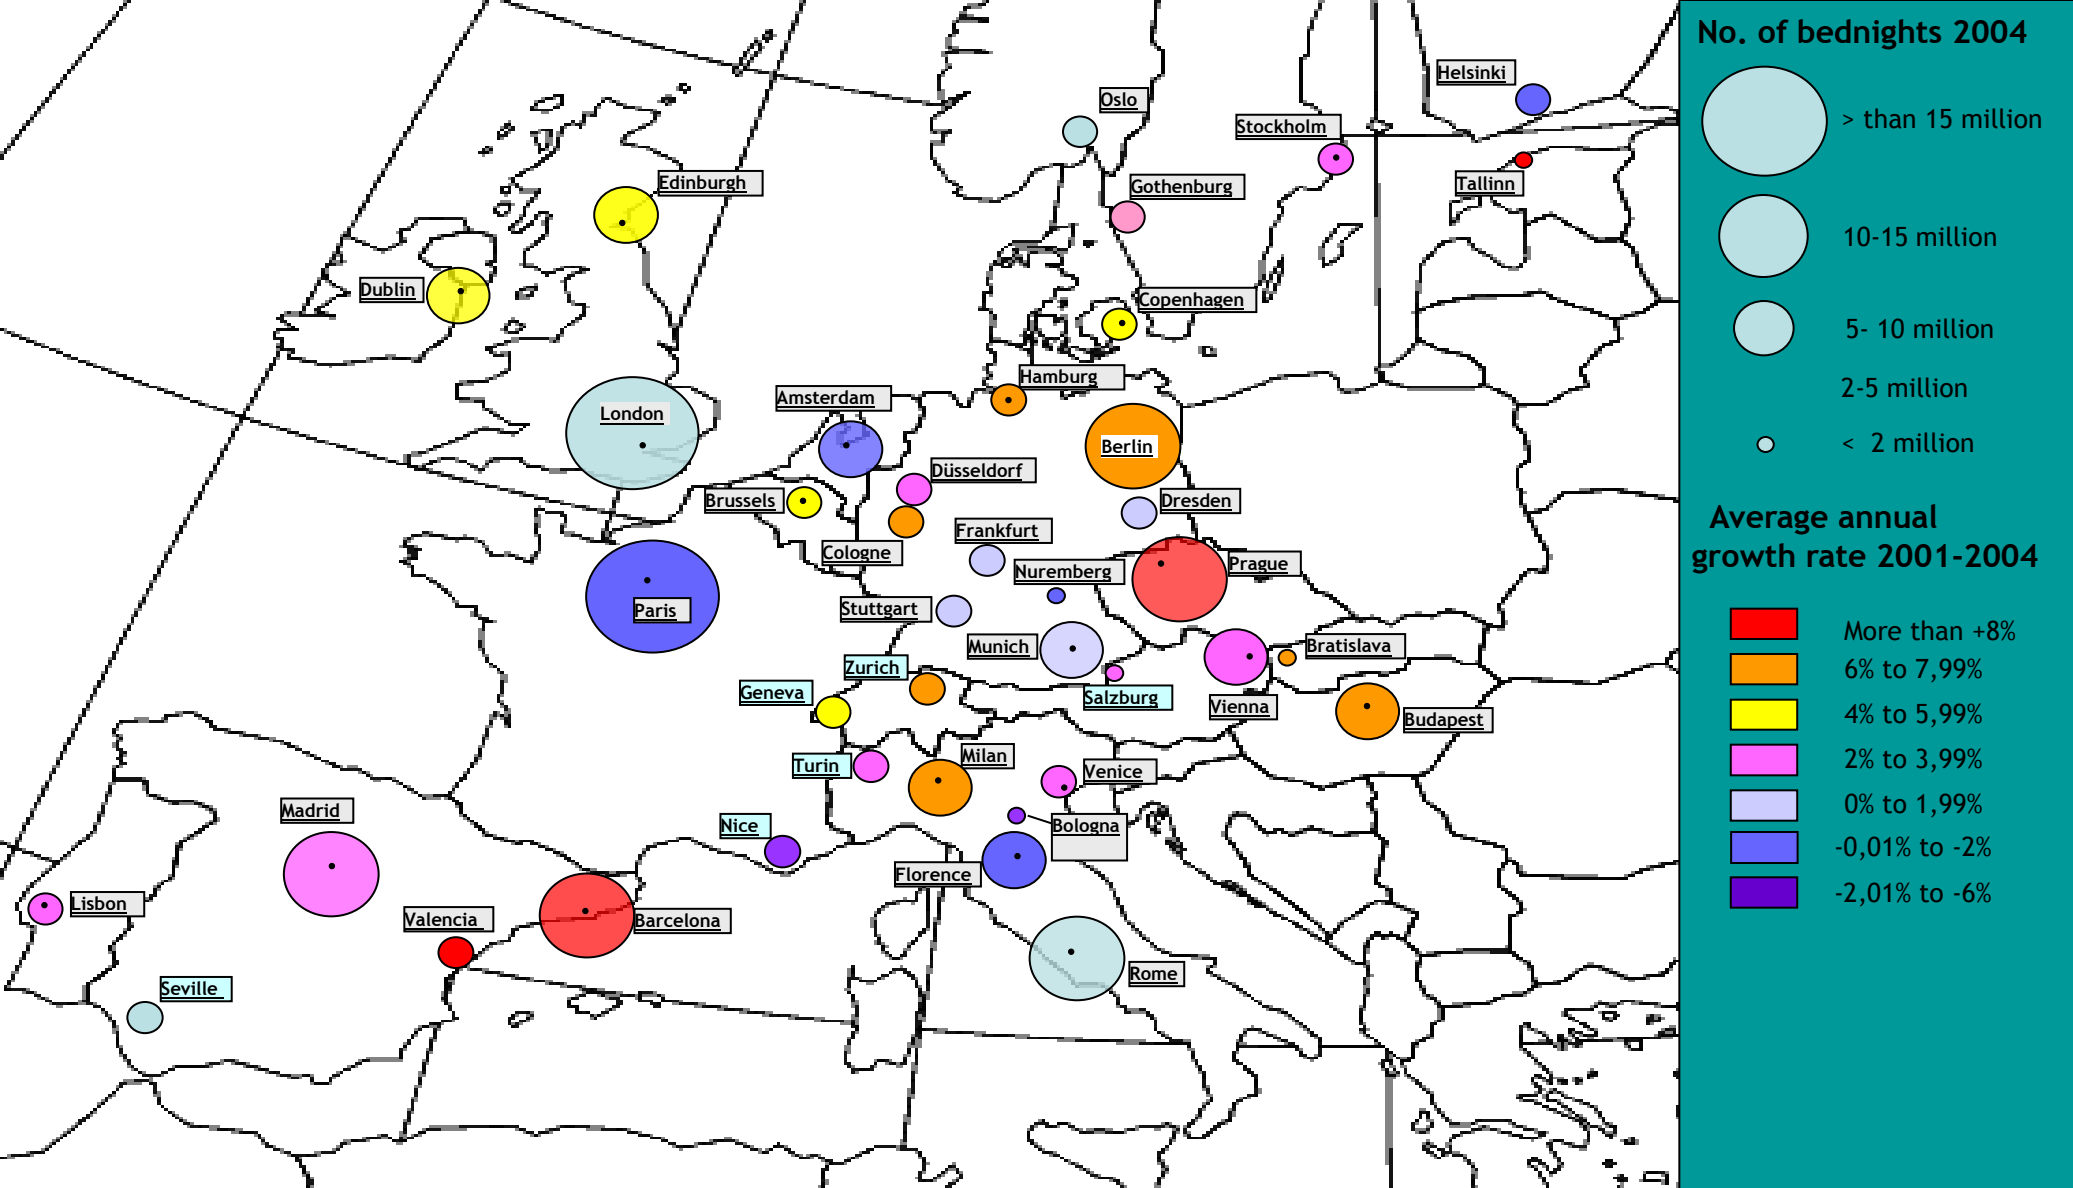 No. of bednights 2004
> than 15 million
10-15 million
5- 10 million
2-5 million
< 2 million
Average annual
growth rate 2001-2004
More than +8%
6% to 7,99%
4% to 5,99%
2% to 3,99%
0% to 1,99%
-0,01% to -2%
-2,01% to -6%
Helsinki
Oslo
Stockholm
Tallinn
Edinburgh
Gothenburg
Dublin
Copenhagen
Hamburg
Amsterdam
London
Berlin
Düsseldorf
Brussels
Dresden
Frankfurt
Cologne
Nuremberg
Prague
Paris
Stuttgart
Munich
Bratislava
Zurich
Geneva
Salzburg
Vienna
Budapest
Milan
Turin
Venice
Madrid
Nice
Bologna
Florence
Lisbon
Valencia
Barcelona
Rome
Seville